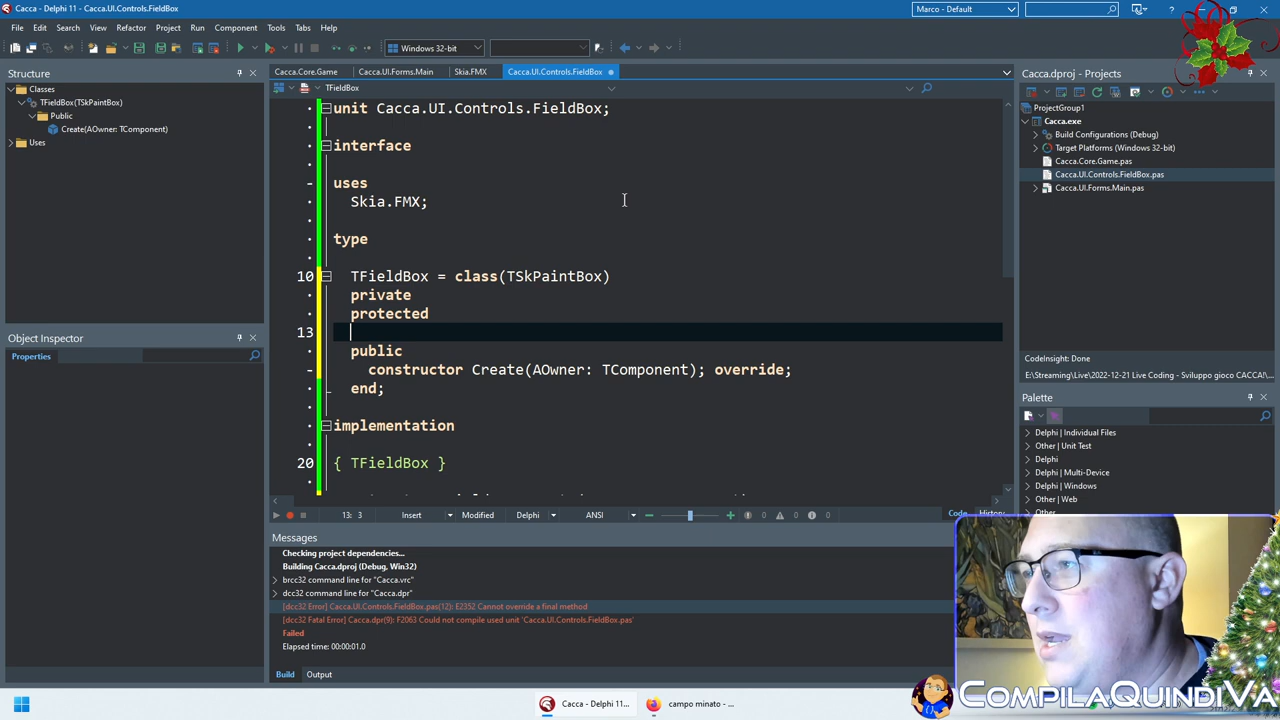 Cacca - Delphi 11 - Cacca.UI.Controls.FieldBox
Marco - Default
File Edit Search View Refactor Project Run Component Tools Tabs Help
Windows 32-bit
Structure
Classes
TFieldBox(TSkPaintBox)
Public
Create(AOwner: TComponent)
Uses
Object Inspector
Properties
Cacca.Core.Game Cacca.UI.Forms.Main Skia.FMX Cacca.UI.Controls.FieldBox
TFieldBox
unit Cacca.UI.Controls.FieldBox;
interface
uses
Skia.FMX;
type
10 TFieldBox = class(TSkPaintBox)
private
protected
13
public
constructor Create(AOwner: TComponent); override;
end;
implementation
20 { TFieldBox }
13: 3 Insert Modified Delphi ANSI 0 0 0 Code History
Messages
Checking project dependencies...
Building Cacca.dproj (Debug, Win32)
brcc32 command line for "Cacca.vrc"
dcc32 command line for "Cacca.dpr"
[dcc32 Error] Cacca.UI.Controls.FieldBox.pas(12): E2352 Cannot override a final method
[dcc32 Fatal Error] Cacca.dpr(9): F2063 Could not compile used unit 'Cacca.UI.Controls.FieldBox.pas'
Failed
Elapsed time: 00:00:01.0
Build Output
Cacca.dproj - Projects
ProjectGroup1
Cacca.exe
Build Configurations (Debug)
Target Platforms (Windows 32-bit)
Cacca.Core.Game.pas
Cacca.UI.Controls.FieldBox.pas
Cacca.UI.Forms.Main.pas
CodeInsight: Done
E:\Streaming\Live\2022-12-21 Live Coding - Sviluppo gioco CACCA!\...
Palette
Delphi | Individual Files
Other | Unit Test
Delphi
Delphi | Multi-Device
Delphi | Windows
Other | Web
Other
Cacca - Delphi 11... campo minato - ...
COMPILAQUINDIVA